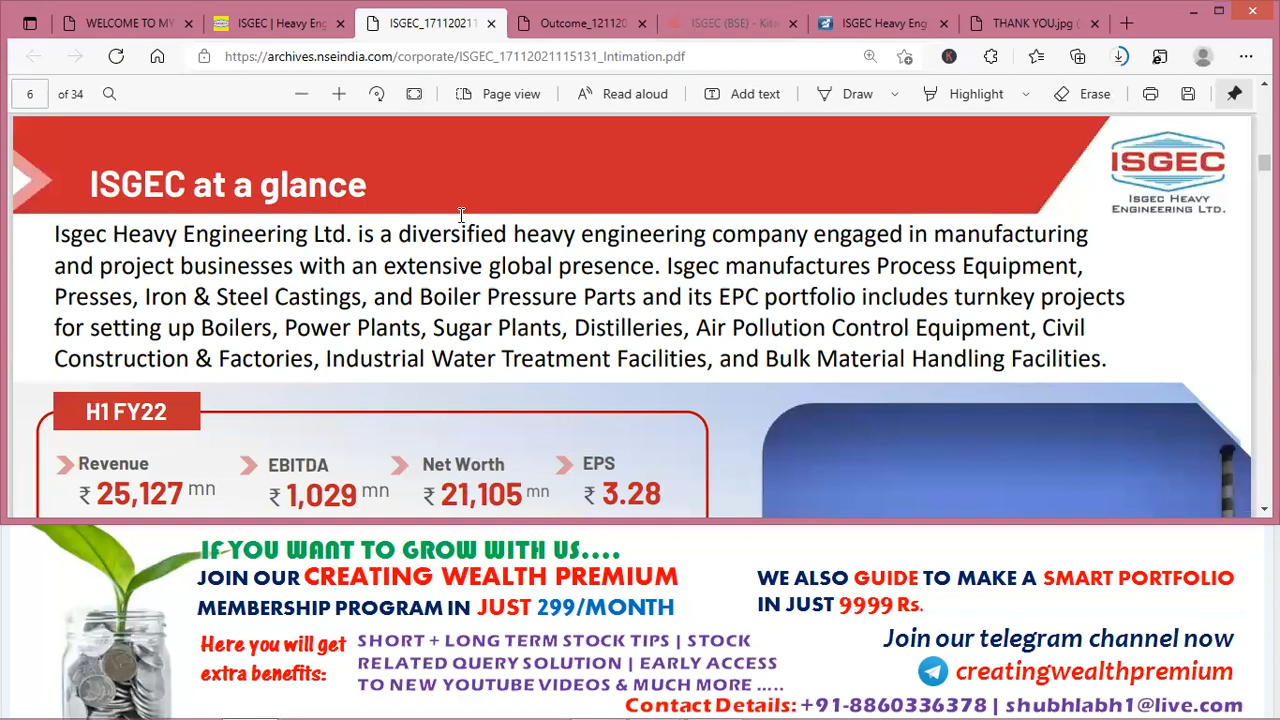 WELCOME TO MY
ISGEC | Heavy Eng
ISGEC_171120211
Outcome_121120
ISGEC (BSE) - Kite
ISGEC Heavy Eng
THANK YOU.jpg (
https://archives.nseindia.com/corporate/ISGEC_17112021115131_Intimation.pdf
6 of 34
Page view
Read aloud
Add text
Draw
Highlight
Erase
ISGEC at a glance
ISGEC
ISGEC HEAVY
ENGINEERING LTD.
Isgec Heavy Engineering Ltd. is a diversified heavy engineering company engaged in manufacturing
and project businesses with an extensive global presence. Isgec manufactures Process Equipment,
Presses, Iron & Steel Castings, and Boiler Pressure Parts and its EPC portfolio includes turnkey projects
for setting up Boilers, Power Plants, Sugar Plants, Distilleries, Air Pollution Control Equipment, Civil
Construction & Factories, Industrial Water Treatment Facilities, and Bulk Material Handling Facilities.
H1 FY22
Revenue
₹ 25,127 mn
EBITDA
₹ 1,029 mn
Net Worth
₹ 21,105 mn
EPS
₹ 3.28
IF YOU WANT TO GROW WITH US....
JOIN OUR CREATING WEALTH PREMIUM
MEMBERSHIP PROGRAM IN JUST 299/MONTH
Here you will get
extra benefits:
SHORT + LONG TERM STOCK TIPS | STOCK
RELATED QUERY SOLUTION | EARLY ACCESS
TO NEW YOUTUBE VIDEOS & MUCH MORE .....
WE ALSO GUIDE TO MAKE A SMART PORTFOLIO
IN JUST 9999 Rs.
Join our telegram channel now
creatingwealthpremium
Contact Details: +91-8860336378 | shubhlabh1@live.com